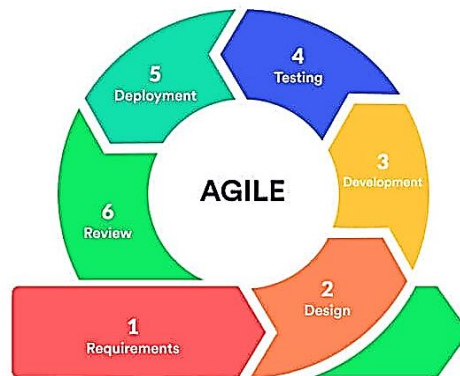 AGILE
1
Requirements
2
Design
3
Development
4
Testing
5
Deployment
6
Review